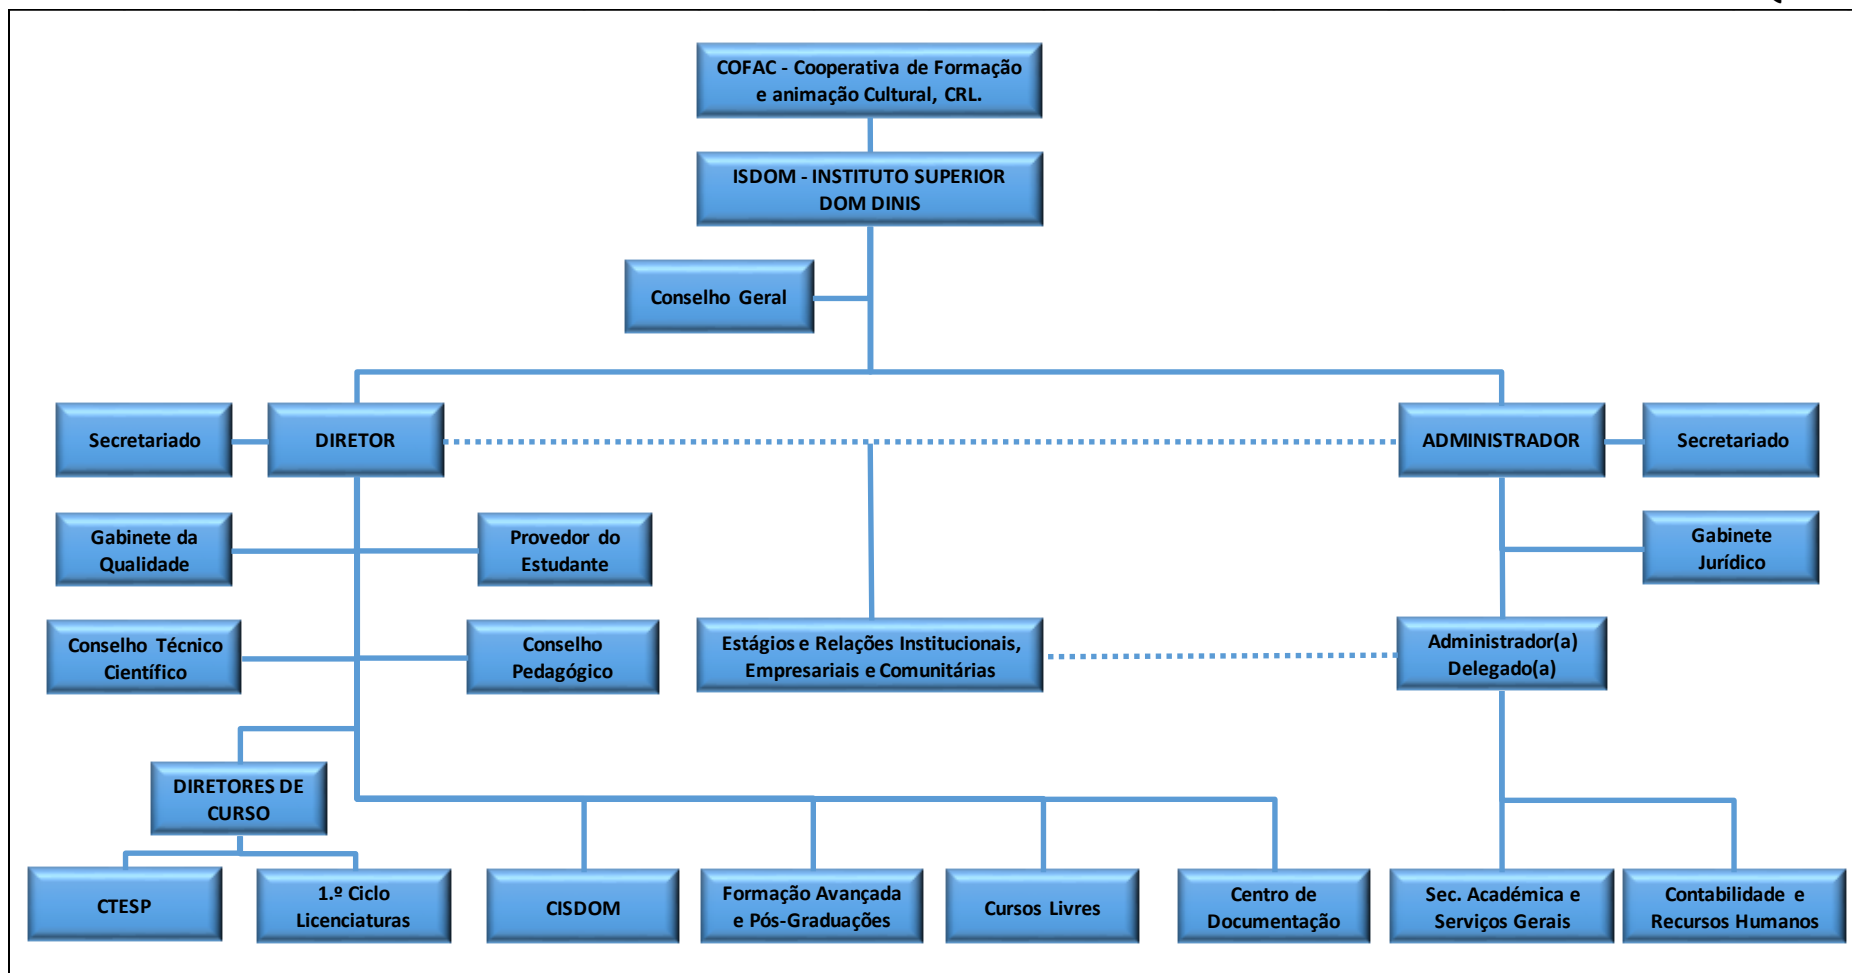 COFAC - Cooperativa de Formação
e animação Cultural, CRL.
ISDOM - INSTITUTO SUPERIOR
DOM DINIS
Conselho Geral
Secretariado
DIRETOR
ADMINISTRADOR
Secretariado
Gabinete da
Qualidade
Provedor do
Estudante
Gabinete
Jurídico
Conselho Técnico
Científico
Conselho
Pedagógico
Estágios e Relações Institucionais,
Empresariais e Comunitárias
Administrador(a)
Delegado(a)
DIRETORES DE
CURSO
CTESP
1.º Ciclo
Licenciaturas
CISDOM
Formação Avançada
e Pós-Graduações
Cursos Livres
Centro de
Documentação
Sec. Académica e
Serviços Gerais
Contabilidade e
Recursos Humanos